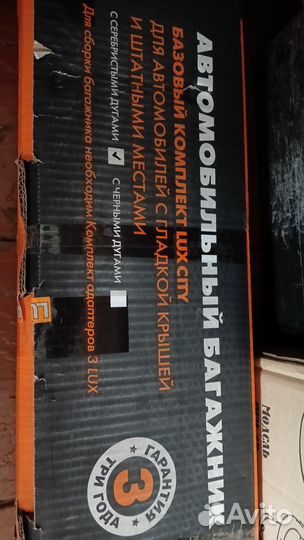 АВТОМОБИЛЬНЫЙ БАГАЖНИК
БАЗОВЫЙ КОМПЛЕКТ LUX CITY
ДЛЯ АВТОМОБИЛЕЙ С ГЛАДКОЙ КРЫШЕЙ
И ШТАТНЫМИ МЕСТАМИ
С СЕРЕБРИСТЫМИ ДУГАМИ ✓ С ЧЕРНЫМИ ДУГАМИ
Для сборки багажника необходим Комплект адаптеров 3 LUX
ГАРАНТИЯ
3
ТРИ ГОДА
Модель
Avito